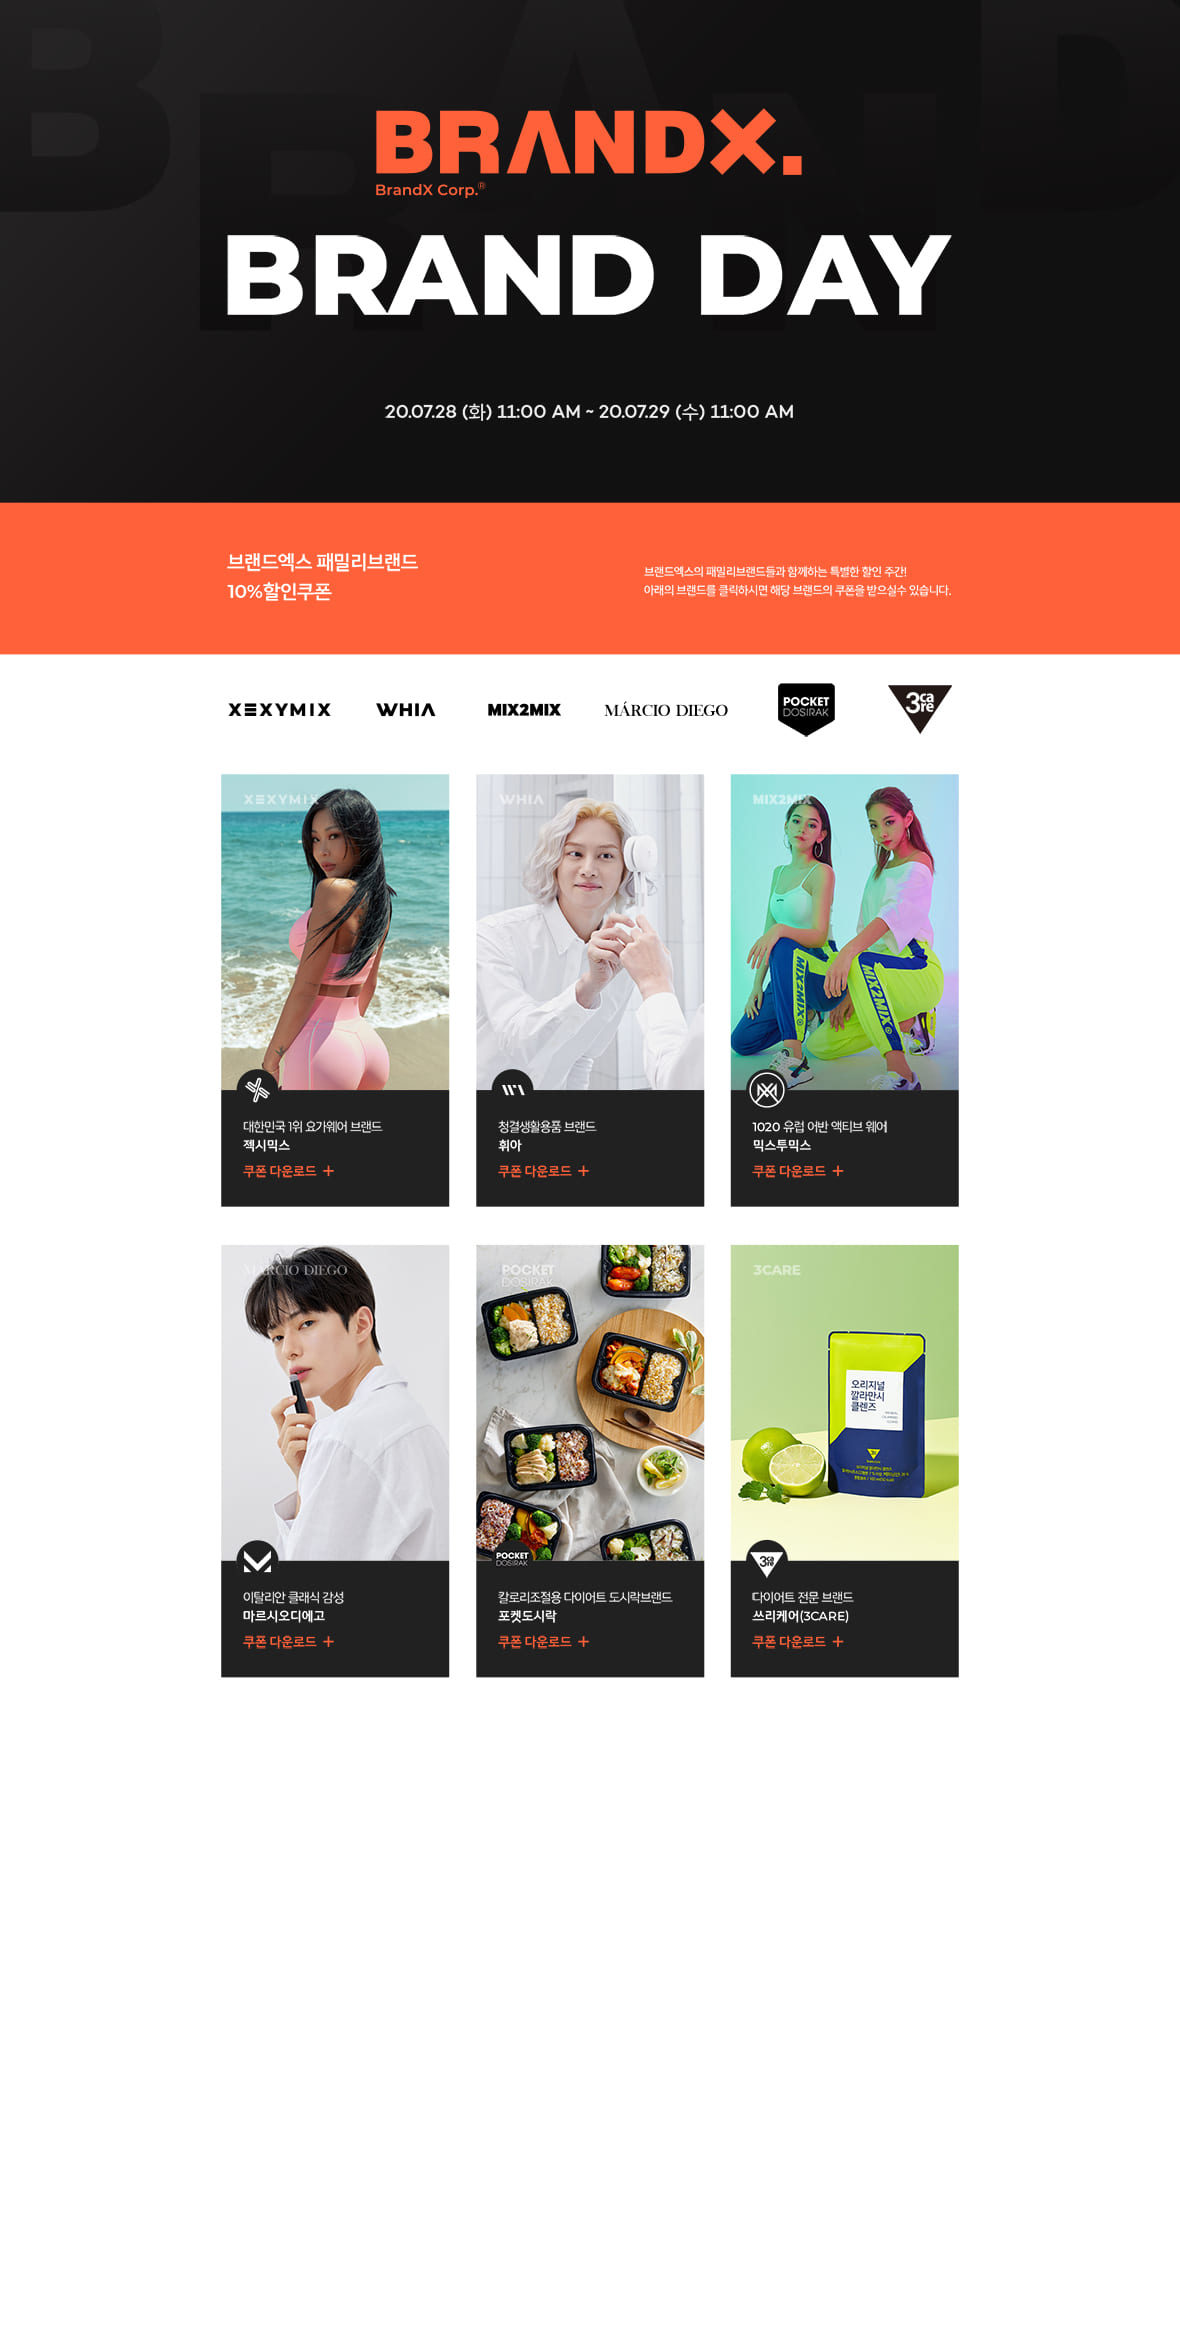 BRAND
BRANDX.
BrandX Corp.®
BRAND DAY
20.07.28 (화) 11:00 AM ~ 20.07.29 (수) 11:00 AM
브랜드엑스 패밀리브랜드
10%할인쿠폰
브랜드엑스의 패밀리브랜드들과 함께하는 특별한 할인 주간!
아래의 브랜드를 클릭하시면 해당 브랜드의 쿠폰을 받으실수 있습니다.
XEXYMIX
WHIA
MIX2MIX
MÁRCIO DIEGO
POCKET
DOSIRAK
3care
XEXYMIX
WHIA
MIX2MIX
MIX2MIX
MIX2MIX
대한민국 1위 요가웨어 브랜드
젝시믹스
쿠폰 다운로드 +
청결생활용품 브랜드
휘아
쿠폰 다운로드 +
1020 유럽 어반 액티브 웨어
믹스투믹스
쿠폰 다운로드 +
MÁRCIO DIEGO
POCKET
DOSIRAK
3CARE
오리지널
깔라만시
클렌즈
POCKET
DOSIRAK
3care
이탈리안 클래식 감성
마르시오디에고
쿠폰 다운로드 +
칼로리조절용 다이어트 도시락브랜드
포켓도시락
쿠폰 다운로드 +
다이어트 전문 브랜드
쓰리케어(3CARE)
쿠폰 다운로드 +